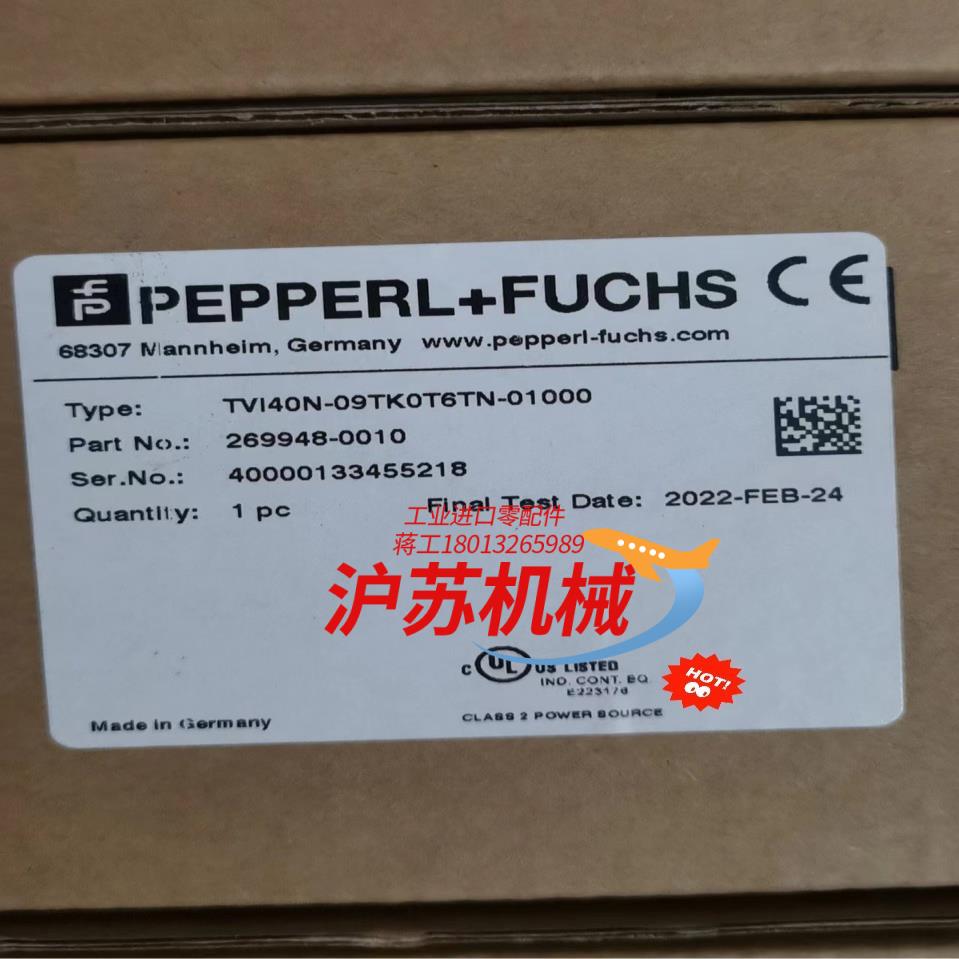 PEPPERL+FUCHS CE
68307 Mannheim, Germany www.pepperl-fuchs.com
Type: TVI40N-09TK0T6TN-01000
Part No.: 269948-0010
Ser.No.: 40000133455218
Quantity: 1 pc Final Test Date: 2022-FEB-24
工业进口零配件
蒋工18013265989
沪苏机械
C UL US LISTED
IND. CONT. EQ.
E223176
HOT!
Made in Germany CLASS 2 POWER SOURCE